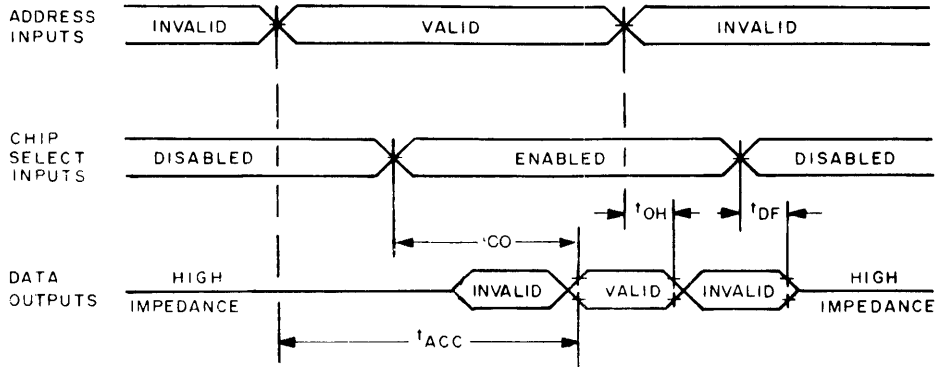 ADDRESS
INPUTS
INVALID
VALID
INVALID
CHIP
SELECT
INPUTS
DISABLED
ENABLED
DISABLED
tOH
tDF
tCO
DATA
OUTPUTS
HIGH
IMPEDANCE
INVALID
VALID
INVALID
HIGH
IMPEDANCE
tACC